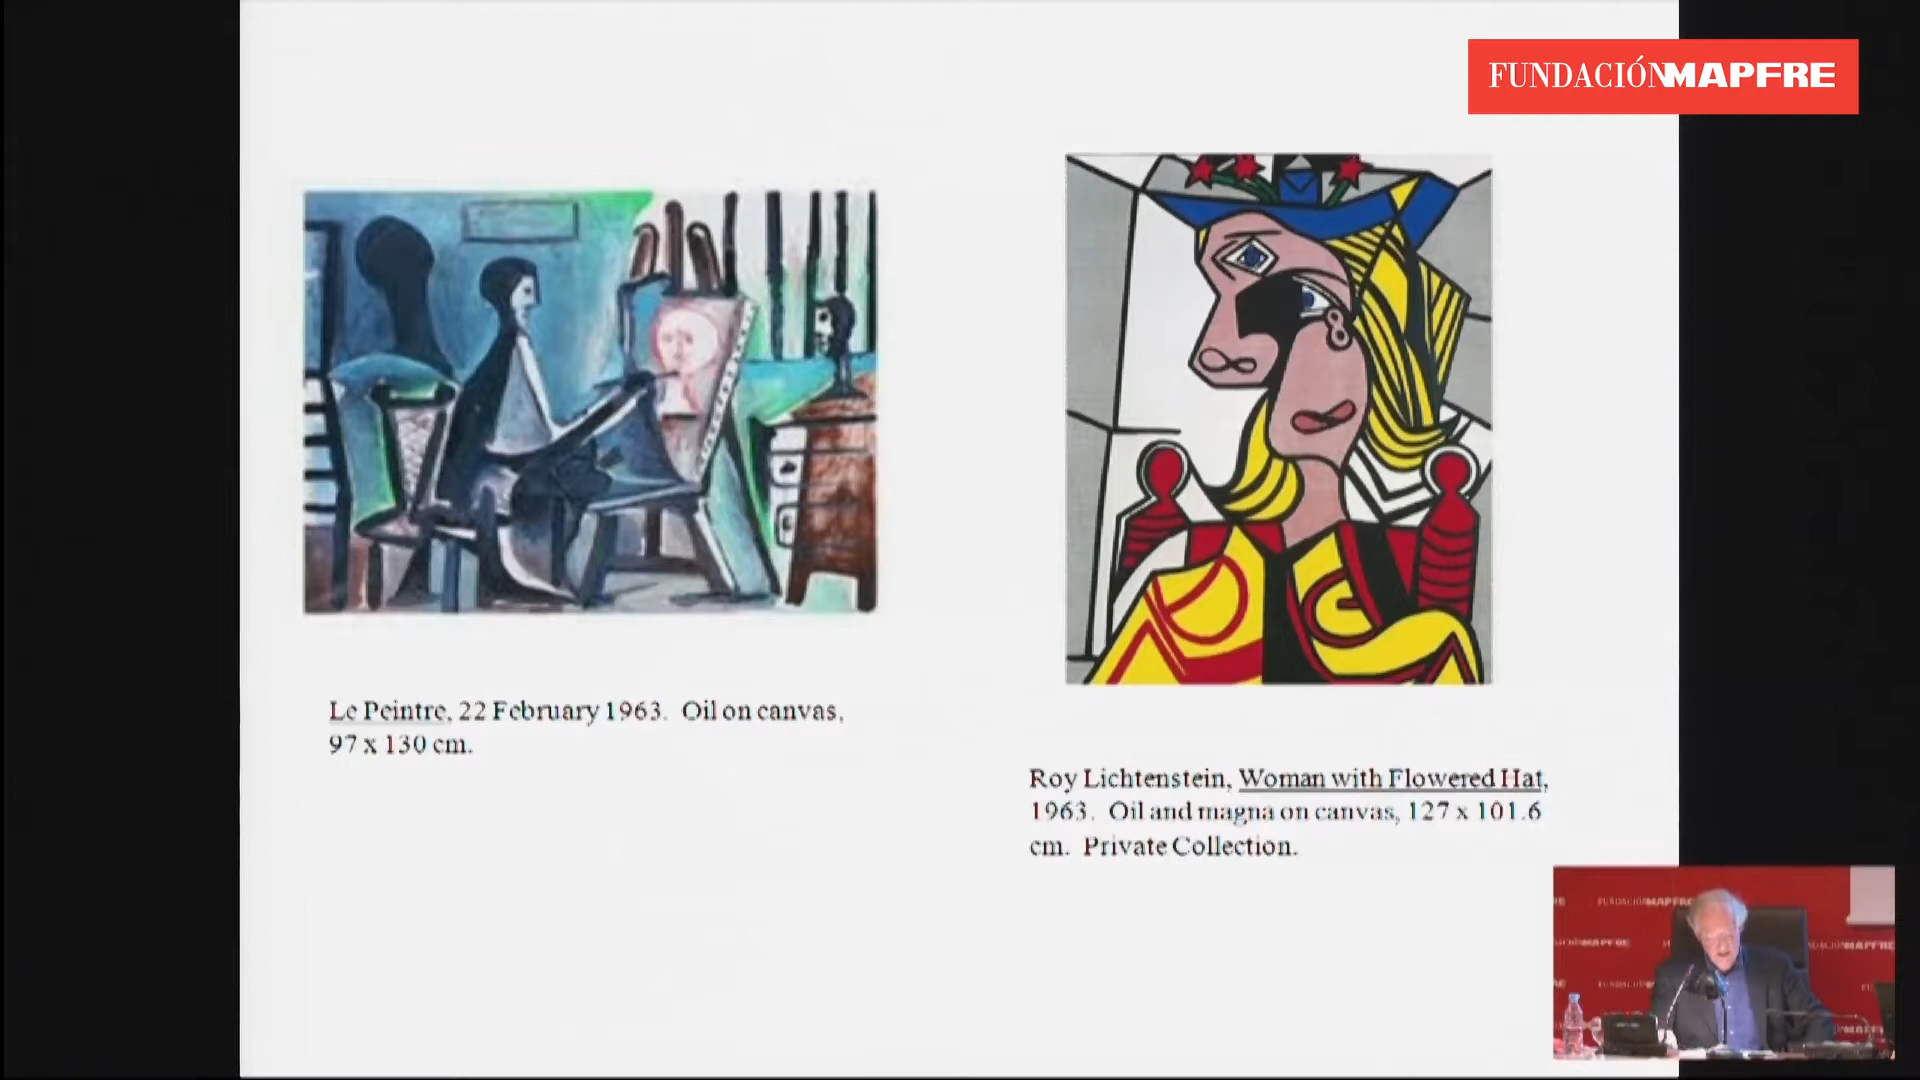 FUNDACIÓNMAPFRE
Le Peintre, 22 February 1963. Oil on canvas,
97 x 130 cm.
Roy Lichtenstein, Woman with Flowered Hat,
1963. Oil and magna on canvas, 127 x 101.6
cm. Private Collection.
FUNDACIÓNMAPFRE